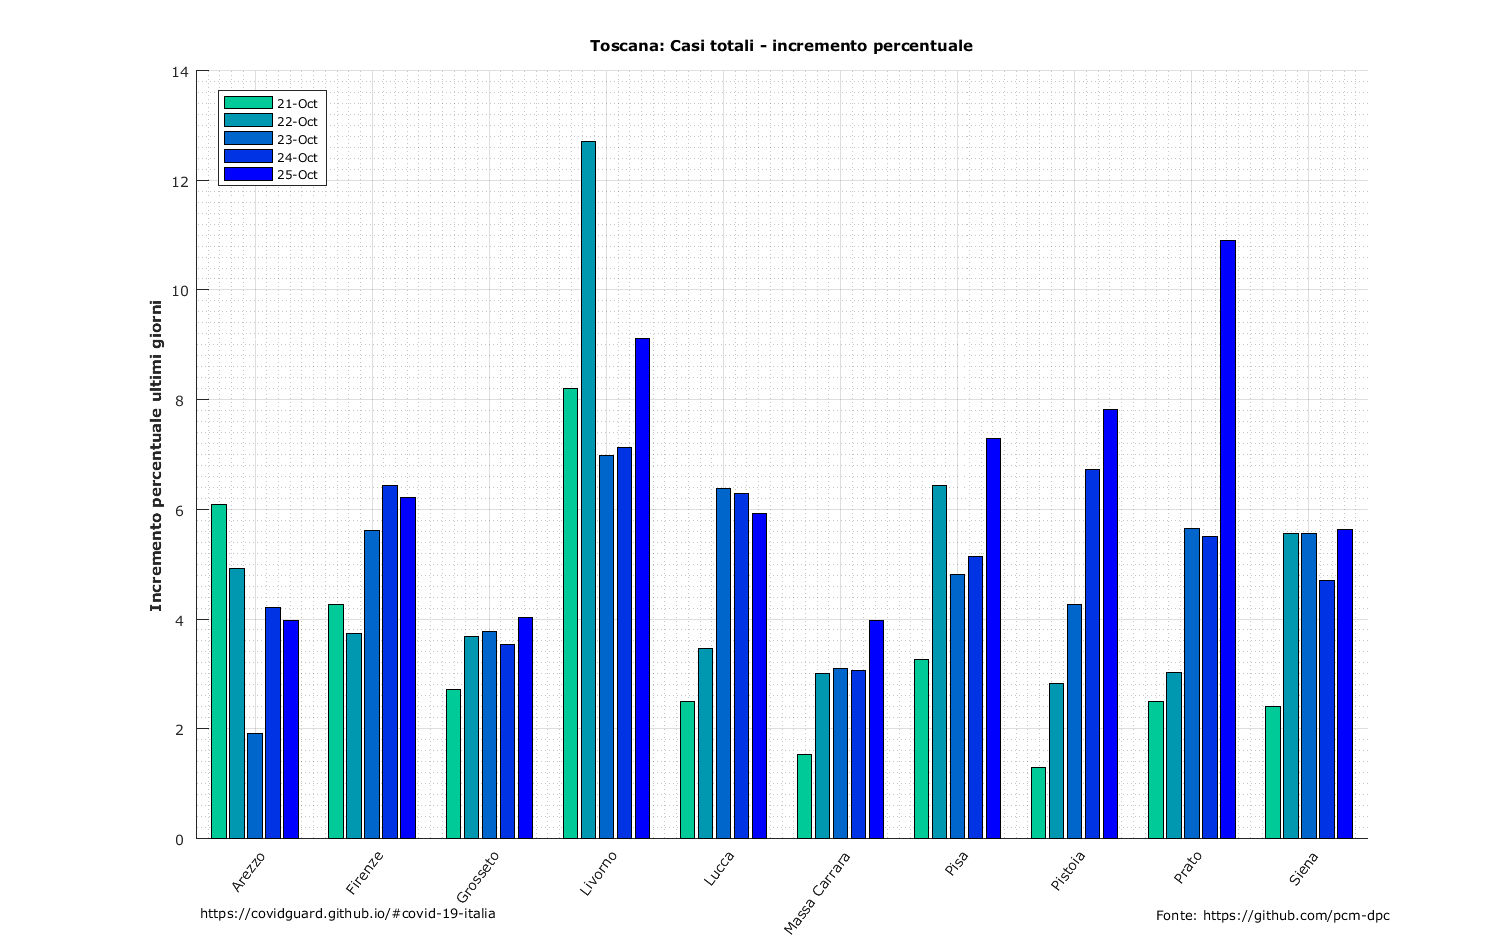 Toscana: Casi totali - incremento percentuale
Incremento percentuale ultimi giorni
14
12
10
8
6
4
2
0
21-Oct
22-Oct
23-Oct
24-Oct
25-Oct
Arezzo
Firenze
Grosseto
Livorno
Lucca
Massa Carrara
Pisa
Pistoia
Prato
Siena
https://covidguard.github.io/#covid-19-italia
Fonte: https://github.com/pcm-dpc